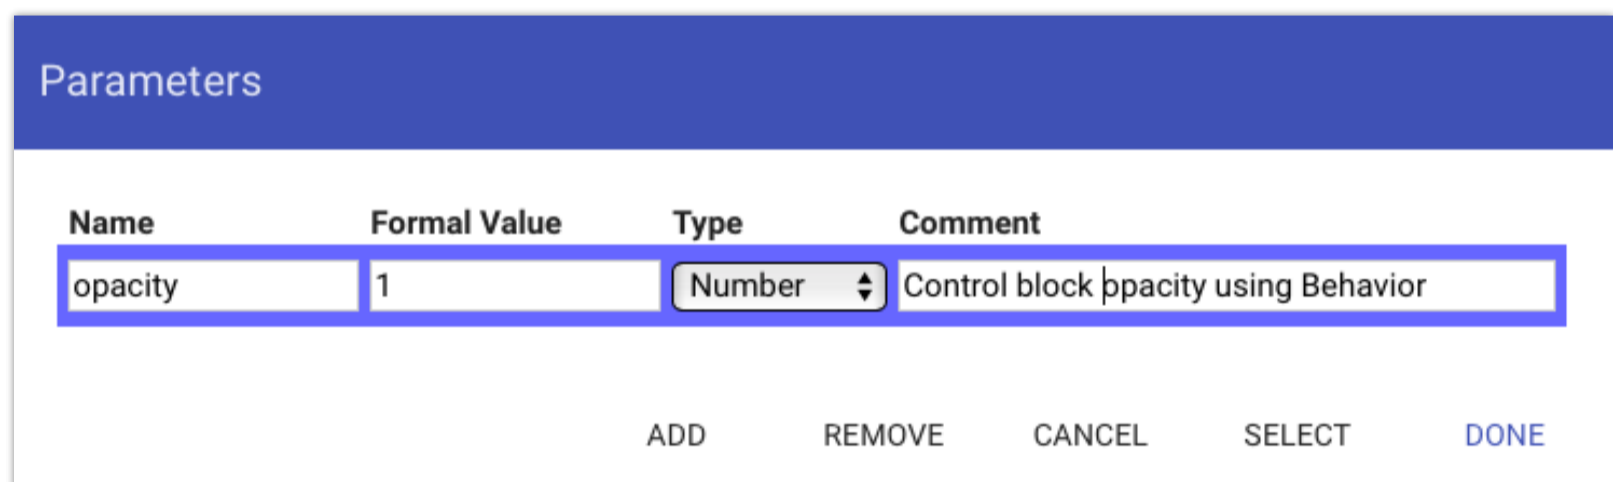 Parameters
Name Formal Value Type Comment
opacity 1 Number Control block opacity using Behavior
ADD REMOVE CANCEL SELECT DONE